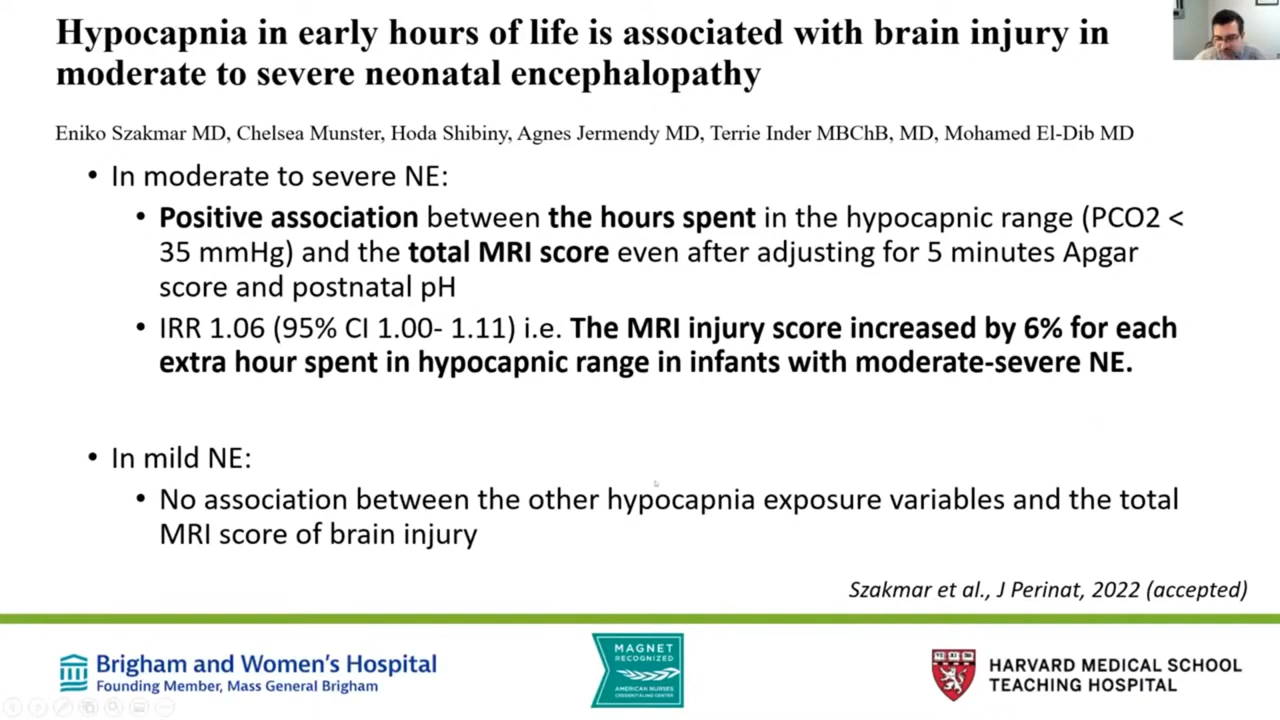 Hypocapnia in early hours of life is associated with brain injury in
moderate to severe neonatal encephalopathy
Eniko Szakmar MD, Chelsea Munster, Hoda Shibiny, Agnes Jermendy MD, Terrie Inder MBChB, MD, Mohamed El-Dib MD
• In moderate to severe NE:
• Positive association between the hours spent in the hypocapnic range (PCO2 <
35 mmHg) and the total MRI score even after adjusting for 5 minutes Apgar
score and postnatal pH
• IRR 1.06 (95% CI 1.00- 1.11) i.e. The MRI injury score increased by 6% for each
extra hour spent in hypocapnic range in infants with moderate-severe NE.
• In mild NE:
• No association between the other hypocapnia exposure variables and the total
MRI score of brain injury
Szakmar et al., J Perinat, 2022 (accepted)
Brigham and Women's Hospital
Founding Member, Mass General Brigham
MAGNET
RECOGNIZED
AMERICAN NURSES
CREDENTIALING CENTER
HARVARD MEDICAL SCHOOL
TEACHING HOSPITAL